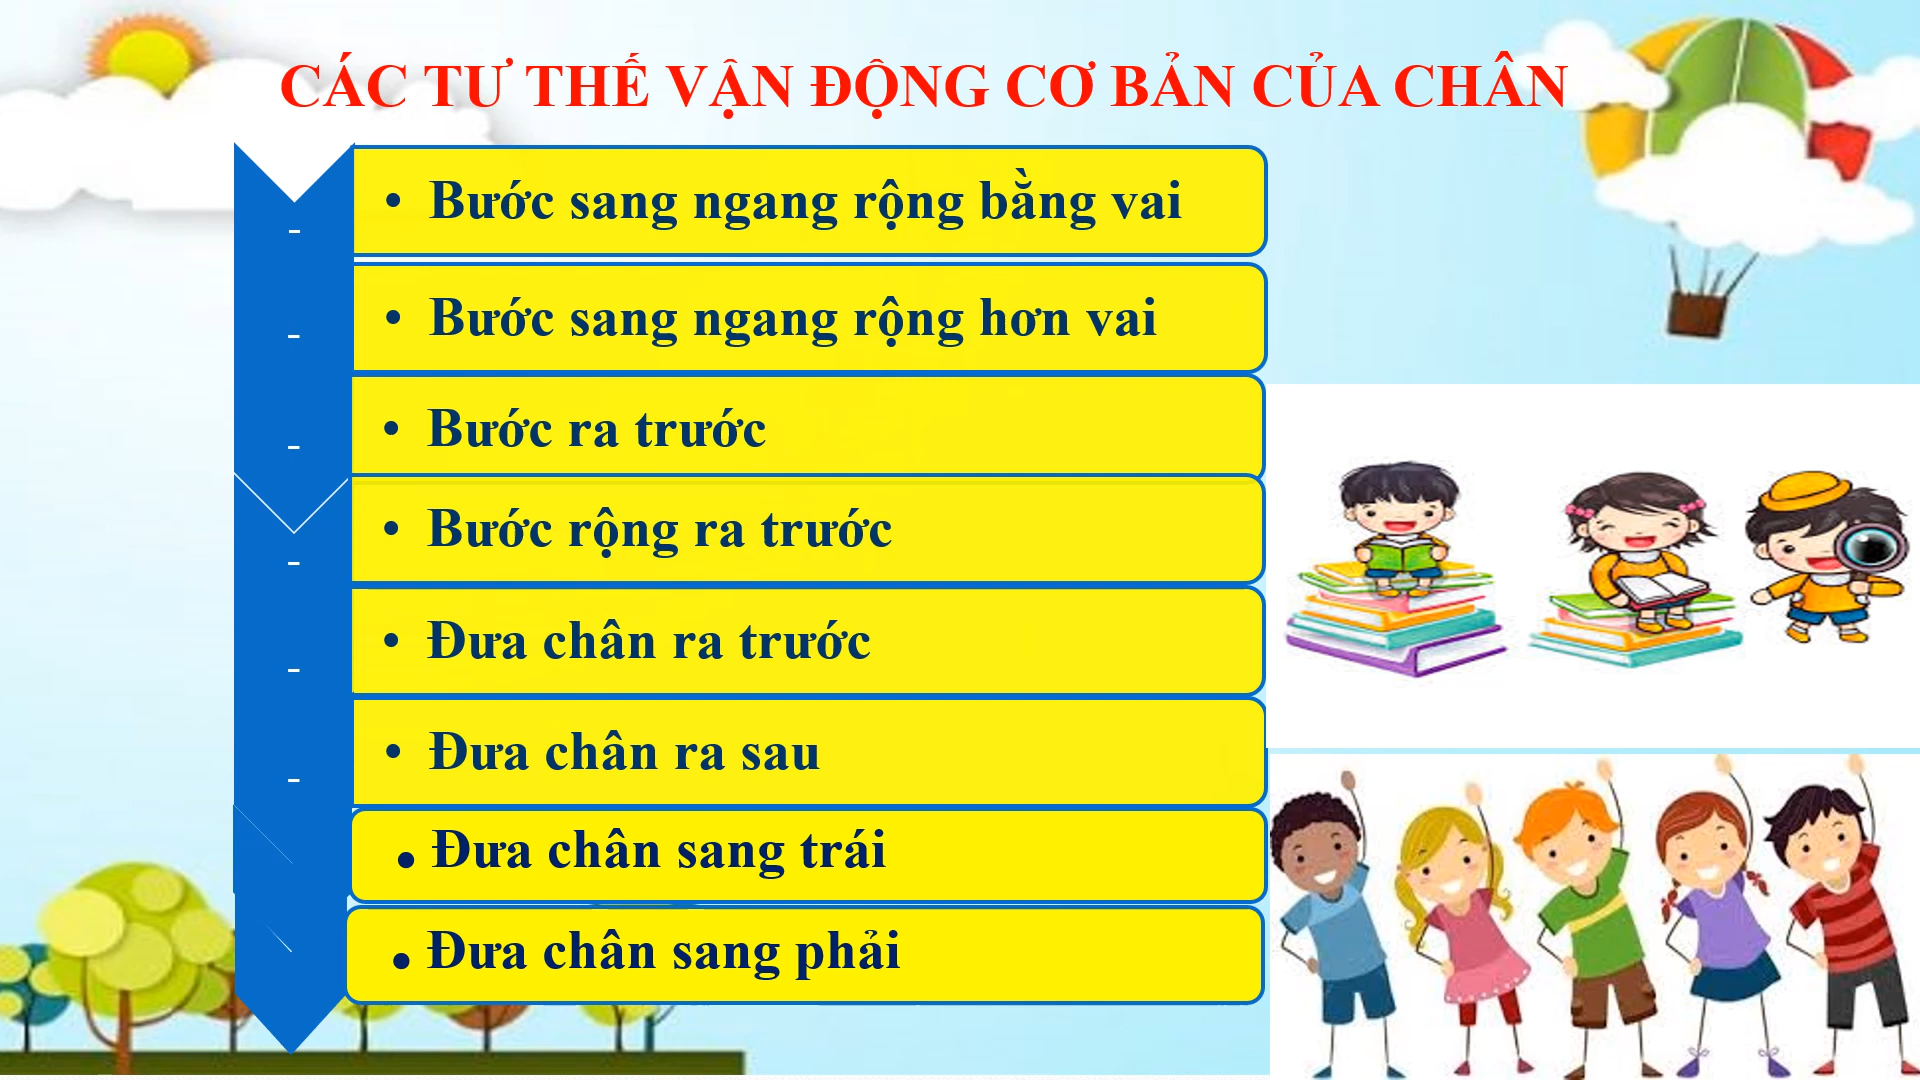 CÁC TƯ THẾ VẬN ĐỘNG CƠ BẢN CỦA CHÂN
• Bước sang ngang rộng bằng vai
• Bước sang ngang rộng hơn vai
• Bước ra trước
• Bước rộng ra trước
• Đưa chân ra trước
• Đưa chân ra sau
• Đưa chân sang trái
• Đưa chân sang phải